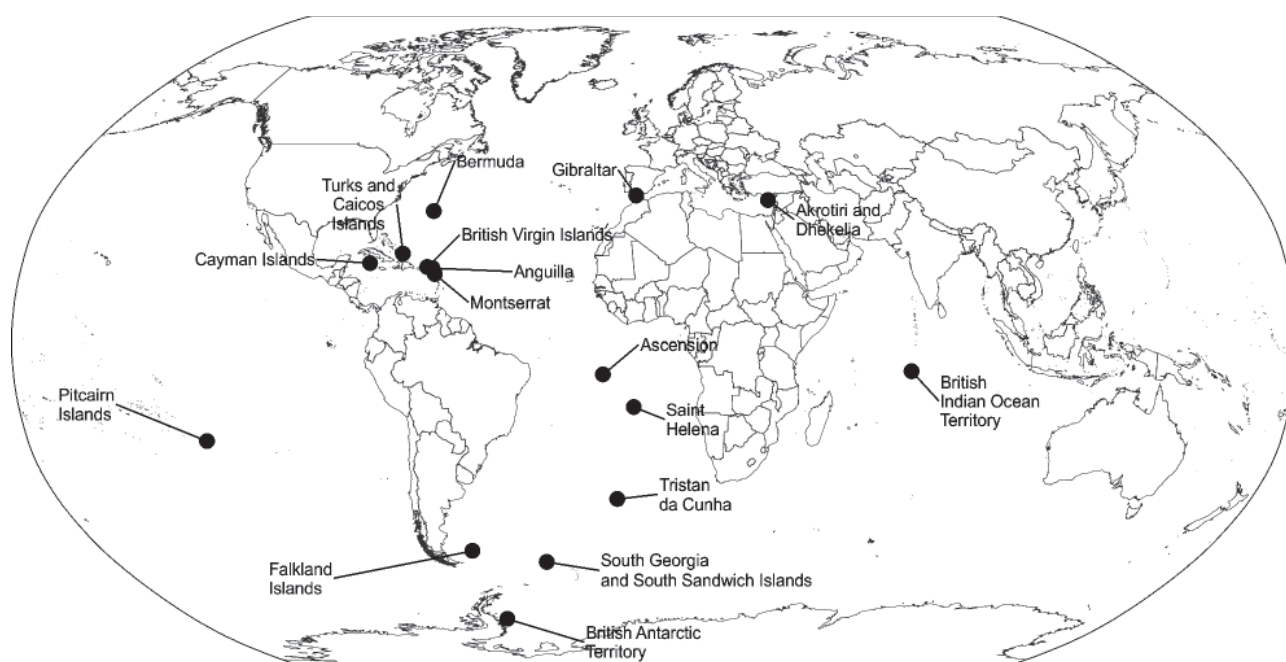 Bermuda
Gibraltar
Turks and
Caicos
Islands
Akrotiri and
Dhekelia
British Virgin Islands
Cayman Islands
Anguilla
Montserrat
Ascension
Pitcairn
Islands
British
Indian Ocean
Territory
Saint
Helena
Tristan
da Cunha
Falkland
Islands
South Georgia
and South Sandwich Islands
British Antarctic
Territory